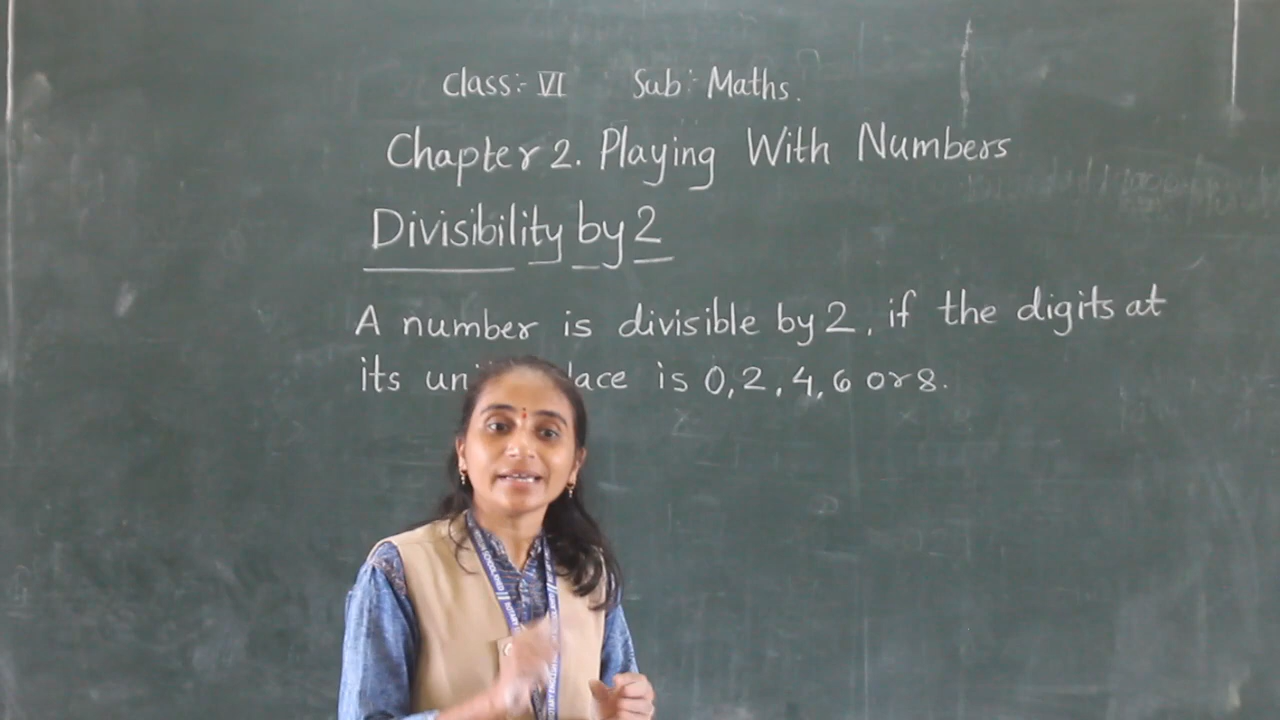 Class:- VI Sub:- Maths.
Chapter 2. Playing With Numbers
Divisibility by 2
A number is divisible by 2, if the digits at
its lace is 0, 2, 4, 6 or 8.